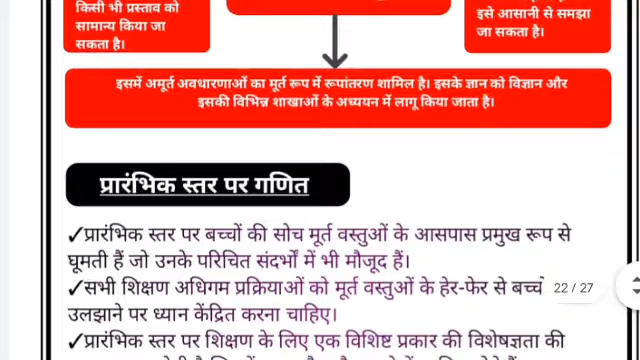 किसी भी प्रस्ताव को
सामान्य किया जा
सकता है।
इसे आसानी से समझा
जा सकता है।
इसमें अमूर्त अवधारणाओं का मूर्त रूप में रूपांतरण शामिल है। इसके ज्ञान को विज्ञान और
इसकी विभिन्न शाखाओं के अध्ययन में लागू किया जाता है।
प्रारंभिक स्तर पर गणित
✓प्रारंभिक स्तर पर बच्चों की सोच मूर्त वस्तुओं के आसपास प्रमुख रूप से
घूमती हैं जो उनके परिचित संदर्भों में भी मौजूद हैं।
✓सभी शिक्षण अधिगम प्रक्रियाओं को मूर्त वस्तुओं के हेर-फेर से
22 / 27
उलझाने पर ध्यान केंद्रित करना चाहिए।
✓प्रारंभिक स्तर पर शिक्षण के लिए एक विशिष्ट प्रकार की विशेषज्ञता की